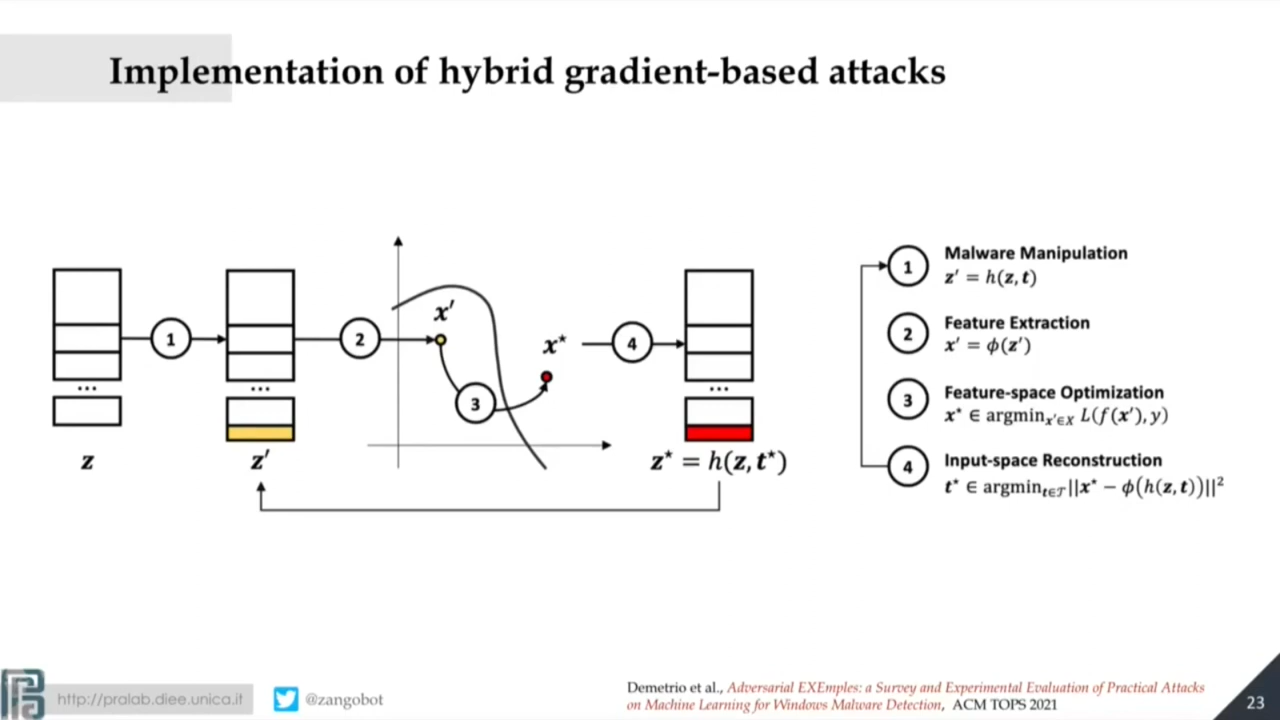 Implementation of hybrid gradient-based attacks
1
2
3
4
x′
x⋆
...
...
...
z
z′
z⋆ = h(z, t⋆)
1
Malware Manipulation
z′ = h(z, t)
2
Feature Extraction
x′ = ϕ(z′)
3
Feature-space Optimization
x⋆ ∈ argminx′∈X L(f(x′), y)
4
Input-space Reconstruction
t⋆ ∈ argmint∈𝒯||x⋆ − ϕ(h(z, t))||²
http://pralab.diee.unica.it
@zangobot
Demetrio et al., Adversarial EXEmples: a Survey and Experimental Evaluation of Practical Attacks
on Machine Learning for Windows Malware Detection, ACM TOPS 2021
23